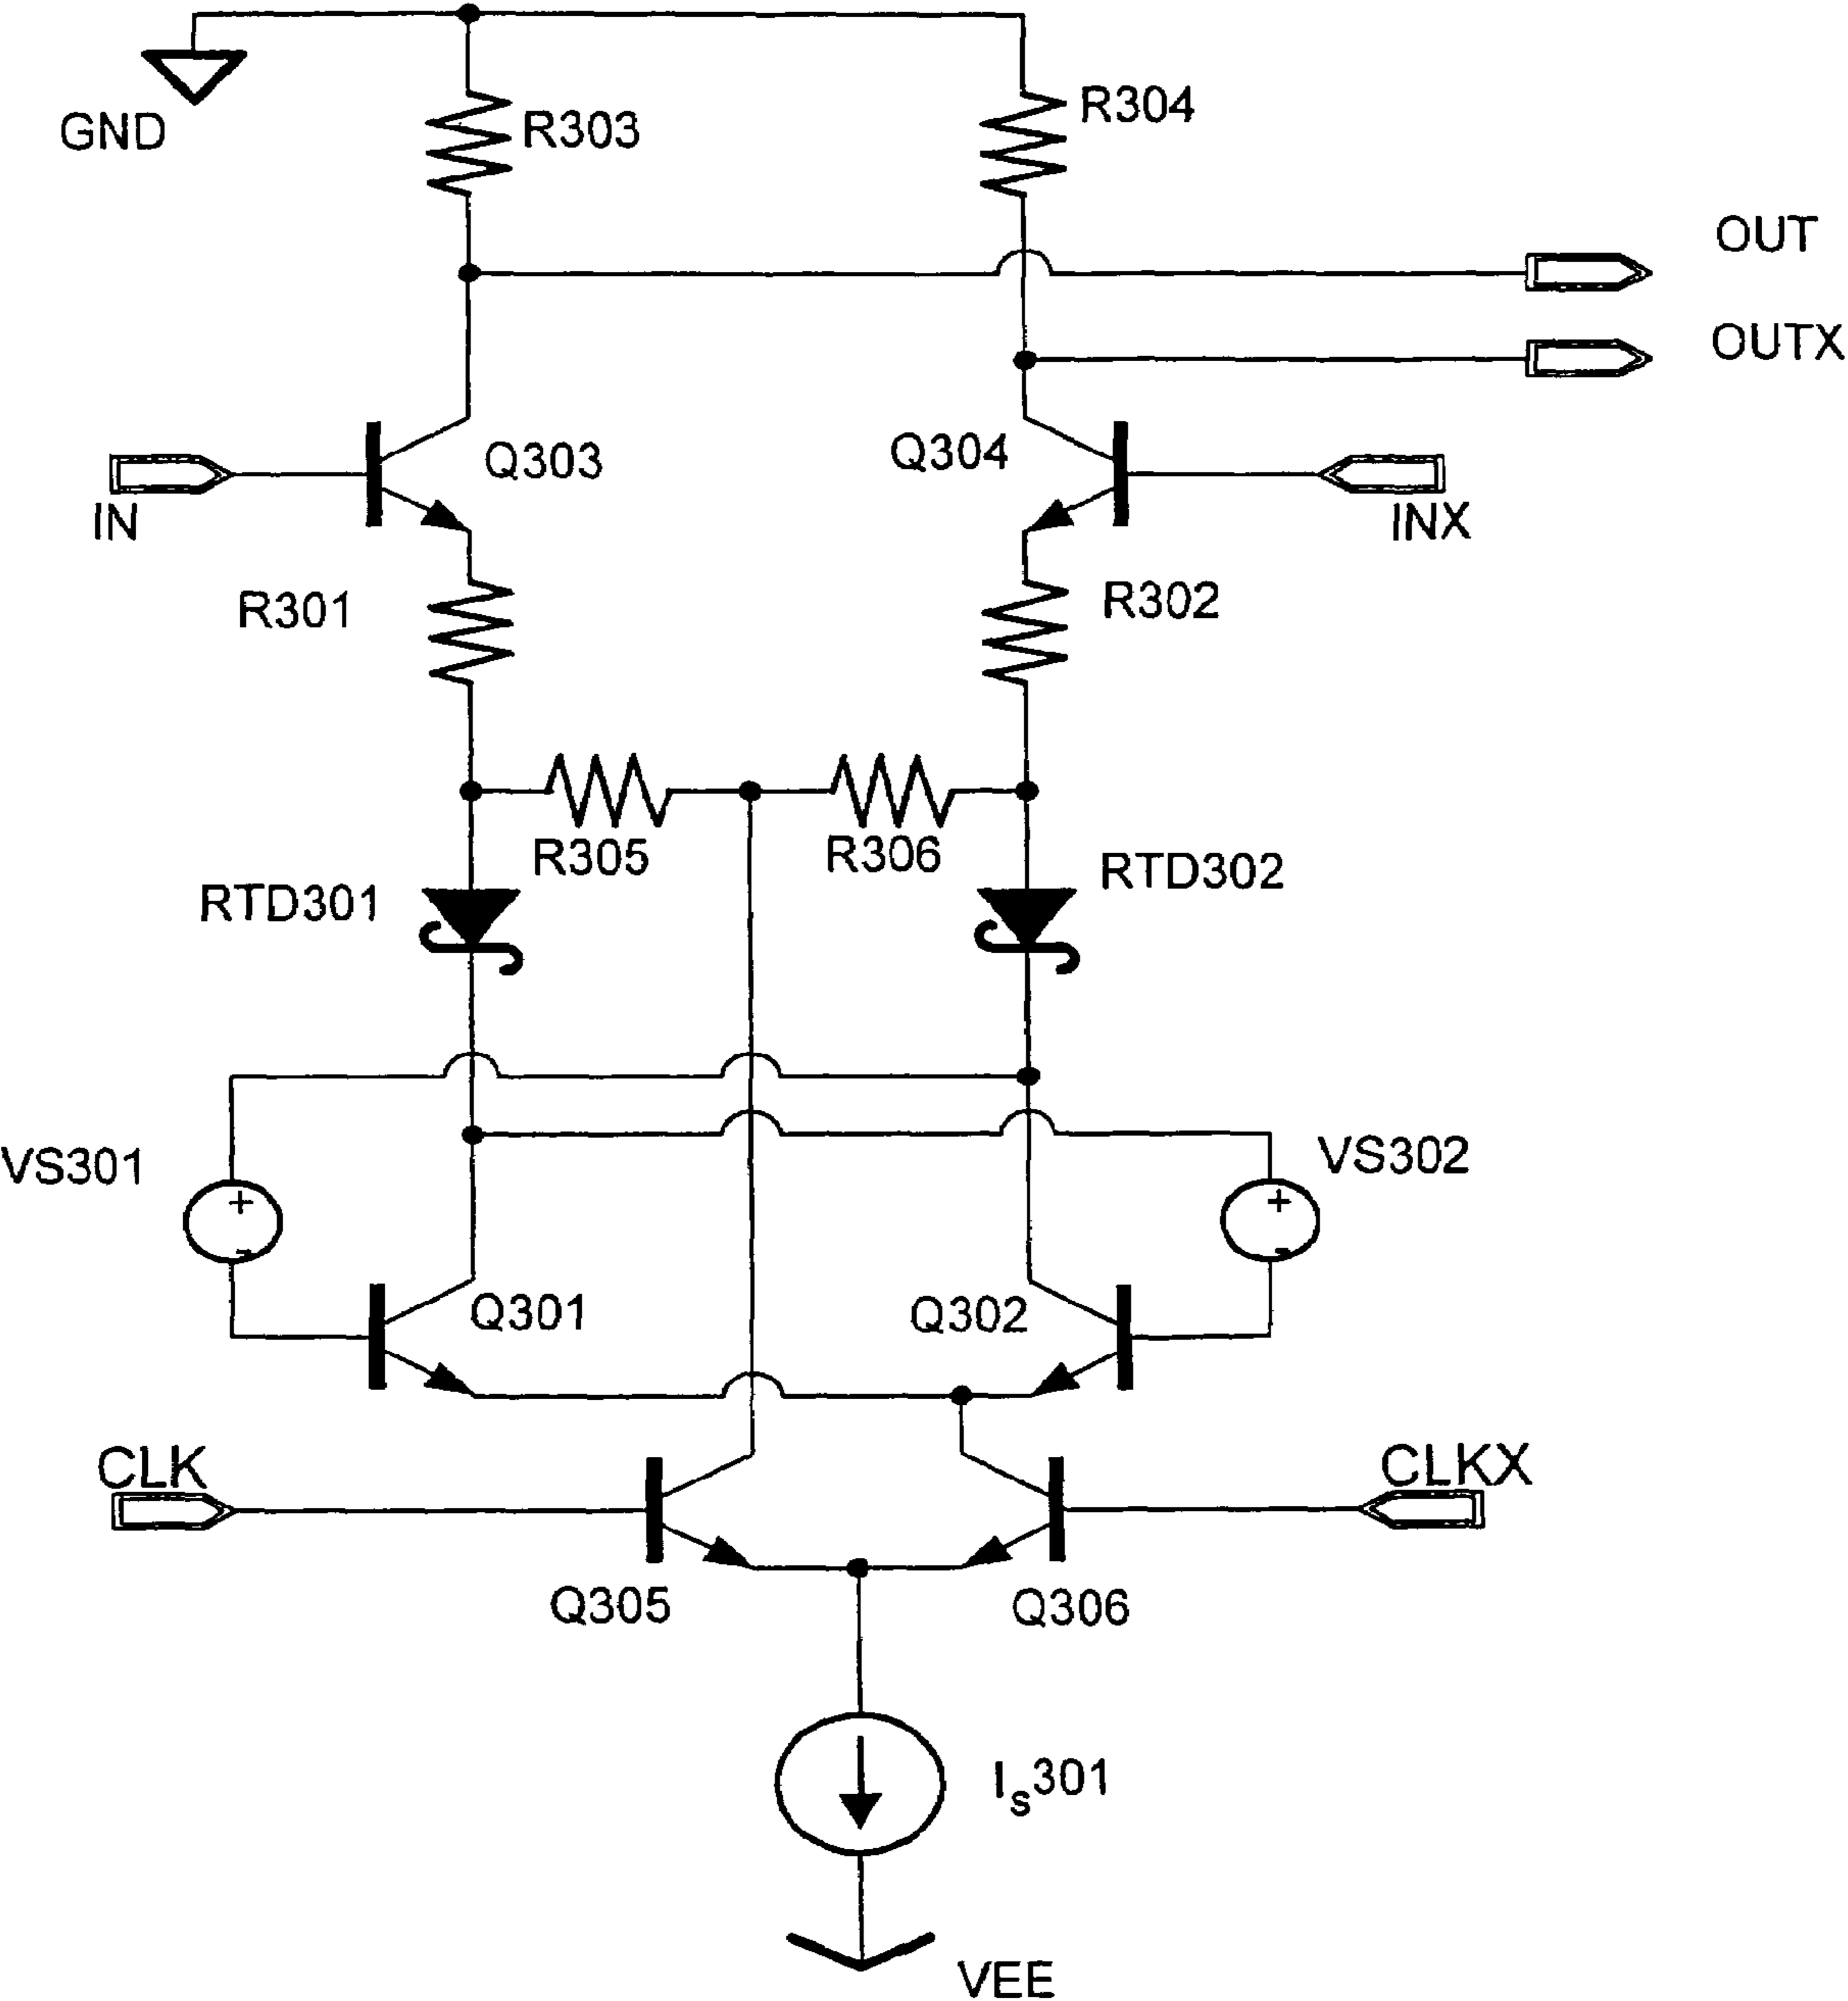 R304
R303
GND
OUT
OUTX
Q303
Q304
IN
INX
R301
R302
R305
R306
RTD301
RTD302
VS301
VS302
+
-
+
-
Q301
Q302
CLK
CLKX
Q305
Q306
Is301
VEE